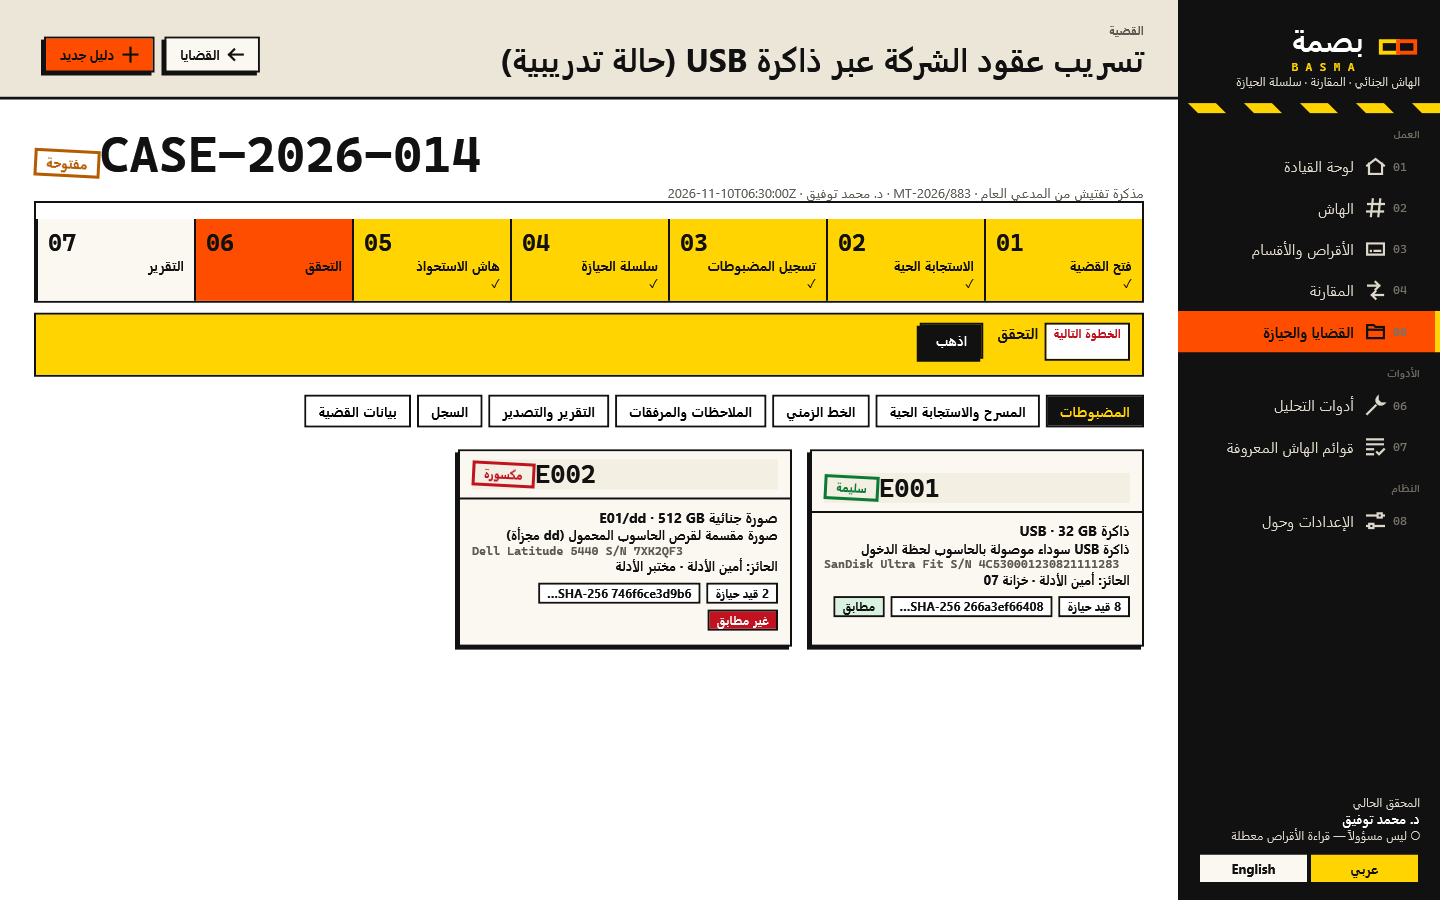 بصمة
BASMA
الهاش الجنائي · المقارنة · سلسلة الحيازة
العمل
01 لوحة القيادة
02 الهاش
03 الأقراص والأقسام
04 المقارنة
05 القضايا والحيازة
الأدوات
06 أدوات التحليل
07 قوائم الهاش المعروفة
النظام
08 الإعدادات وحول
المحقق الحالي
د. محمد توفيق
○ ليس مسؤولاً — قراءة الأقراص معطلة
عربي
English
القضية
تسريب عقود الشركة عبر ذاكرة USB (حالة تدريبية)
← القضايا
+ دليل جديد
CASE-2026-014
مفتوحة
مذكرة تفتيش من المدعي العام · MT-2026/883 · د. محمد توفيق · 2026-11-10T06:30:00Z
01
فتح القضية
✓
02
الاستجابة الحية
✓
03
تسجيل المضبوطات
✓
04
سلسلة الحيازة
✓
05
هاش الاستحواذ
✓
06
التحقق
07
التقرير
الخطوة التالية
التحقق
اذهب
المضبوطات
المسرح والاستجابة الحية
الخط الزمني
الملاحظات والمرفقات
التقرير والتصدير
السجل
بيانات القضية
E001
سليمة
ذاكرة USB · 32 GB
ذاكرة USB سوداء موصولة بالحاسوب لحظة الدخول
SanDisk Ultra Fit S/N 4C530001230821111283
الحائز: أمين الأدلة · خزانة 07
8 قيد حيازة
SHA-256 266a3ef66408...
مطابق
E002
مكسورة
صورة جنائية E01/dd · 512 GB
صورة مقسمة لقرص الحاسوب المحمول (dd مجزأة)
Dell Latitude 5440 S/N 7XK2QF3
الحائز: أمين الأدلة · مختبر الأدلة
2 قيد حيازة
SHA-256 746f6ce3d9b6...
غير مطابق